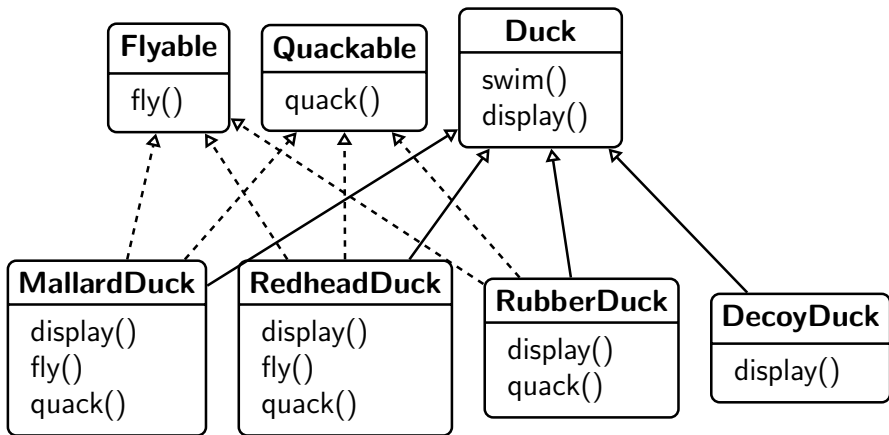 Flyable
fly()
Quackable
quack()
Duck
swim()
display()
MallardDuck
display()
fly()
quack()
RedheadDuck
display()
fly()
quack()
RubberDuck
display()
quack()
DecoyDuck
display()